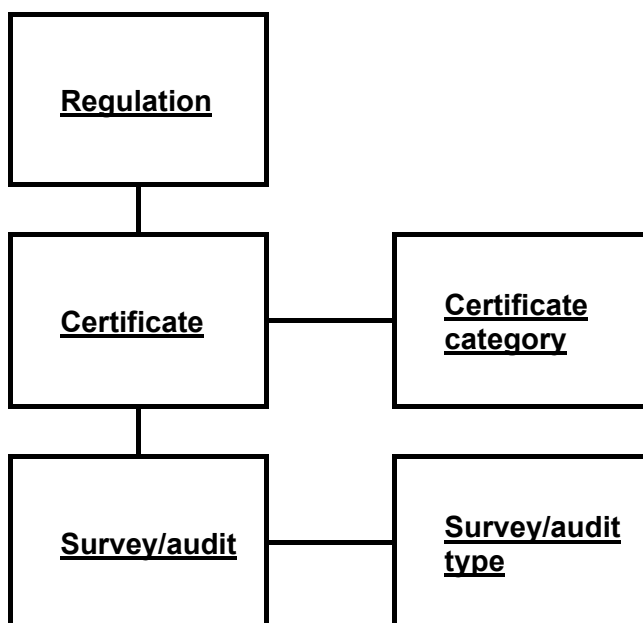 Regulation
Certificate
Certificate
category
Survey/audit
Survey/audit
type